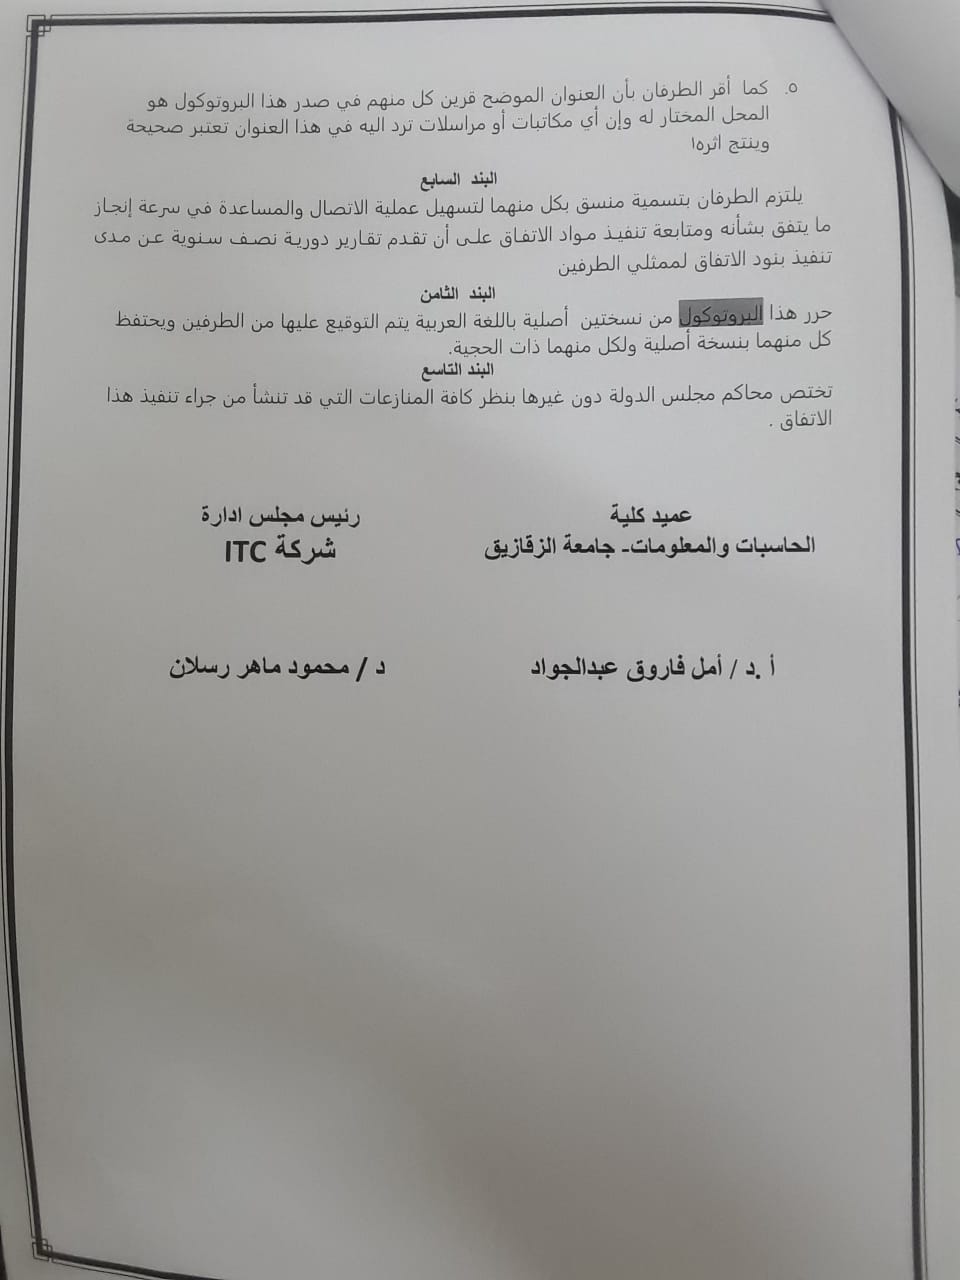 ٥. كما أقر الطرفان بأن العنوان الموضح قرين كل منهم في صدر هذا البروتوكول هو
المحل المختار له وإن أي مكاتبات أو مراسلات ترد اليه في هذا العنوان تعتبر صحيحة
وينتج اثره١
البند السابع
يلتزم الطرفان بتسمية منسق بكل منهما لتسهيل عملية الاتصال والمساعدة في سرعة إنجاز
ما يتفق بشأنه ومتابعة تنفيذ مواد الاتفاق على أن تقدم تقارير دورية نصف سنوية عن مدى
تنفيذ بنود الاتفاق لممثلي الطرفين
البند الثامن
حرر هذا البروتوكول من نسختين أصلية باللغة العربية يتم التوقيع عليها من الطرفين ويحتفظ
كل منهما بنسخة أصلية ولكل منهما ذات الحجية.
البند التاسع
تختص محاكم مجلس الدولة دون غيرها بنظر كافة المنازعات التي قد تنشأ من جراء تنفيذ هذا
الاتفاق .
عميد كلية
الحاسبات والمعلومات- جامعة الزقازيق
رئيس مجلس ادارة
شركة ITC
أ .د / أمل فاروق عبدالجواد
د / محمود ماهر رسلان